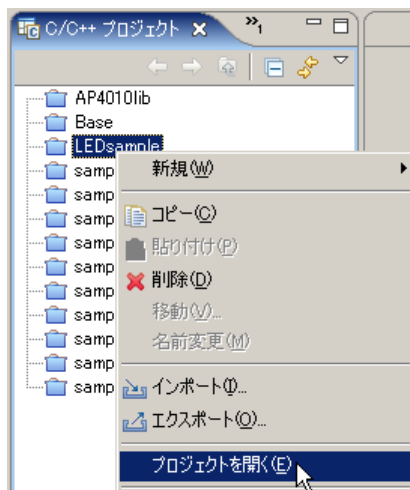 C/C++ プロジェクト
»1
AP4010lib
Base
LEDsample
samp
samp
samp
samp
samp
samp
samp
samp
samp
samp
新規(W)
コピー(C)
貼り付け(P)
削除(D)
移動(V)...
名前変更(M)
インポート(I)...
エクスポート(O)...
プロジェクトを開く(E)